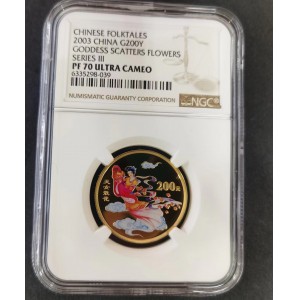 CHINESE FOLKTALES
2003 CHINA G200Y
GODDESS SCATTERS FLOWERS
SERIES III
PF 70 ULTRA CAMEO
6335298-039
NUMISMATIC GUARANTY CORPORATION
NGC
天女散花
200元